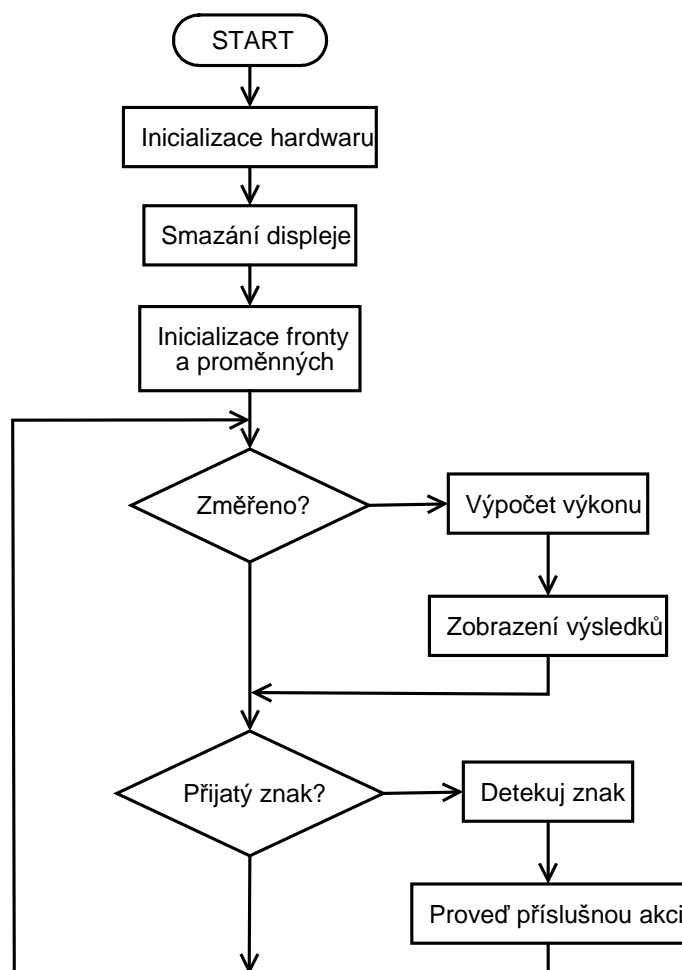 START
Inicializace hardwaru
Smazání displeje
Inicializace fronty
a proměnných
Změřeno?
Výpočet výkonu
Zobrazení výsledků
Přijatý znak?
Detekuj znak
Proveď příslušnou akci